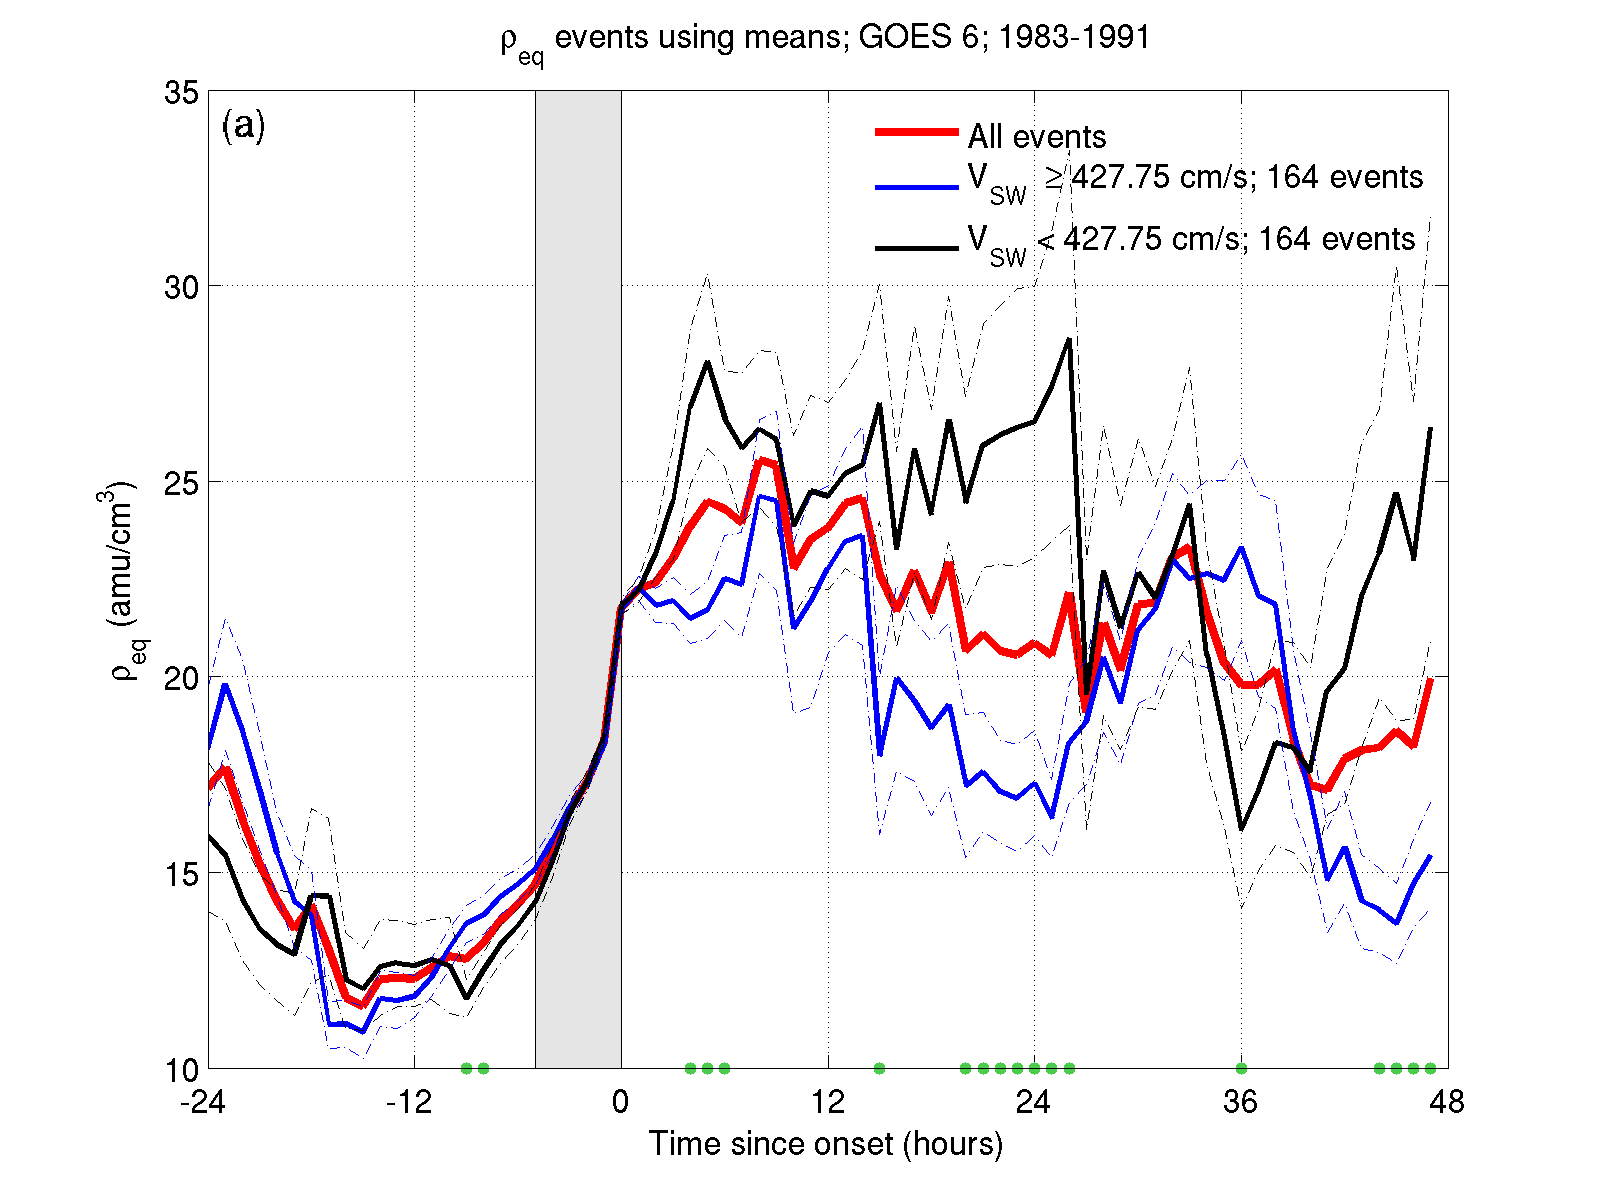 ρeq events using means; GOES 6; 1983-1991
(a)
All events
VSW ≥ 427.75 cm/s; 164 events
VSW < 427.75 cm/s; 164 events
ρeq (amu/cm³)
35
30
25
20
15
10
-24 -12 0 12 24 36 48
Time since onset (hours)